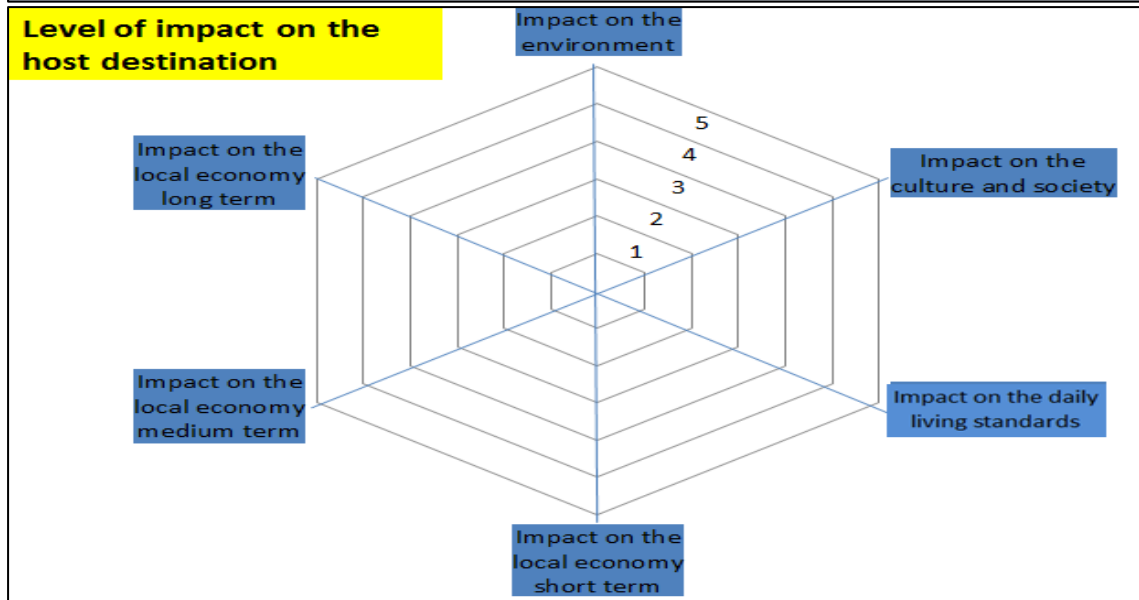 Level of impact on the
host destination
Impact on the
environment
5
4
3
2
1
Impact on the
local economy
long term
Impact on the
culture and society
Impact on the
local economy
medium term
Impact on the daily
living standards
Impact on the
local economy
short term